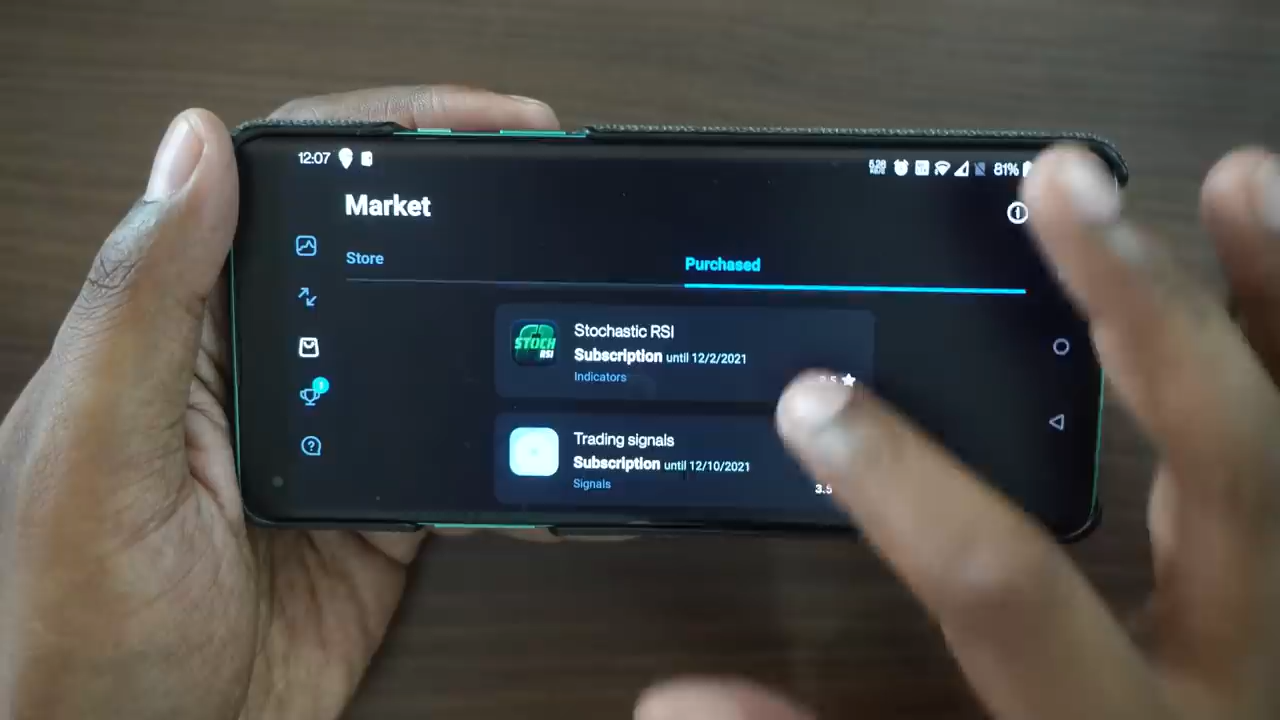 12:07
81%
Market
Store
Purchased
STOCH
RSI
Stochastic RSI
Subscription until 12/2/2021
Indicators
Trading signals
Subscription until 12/10/2021
Signals
3.5